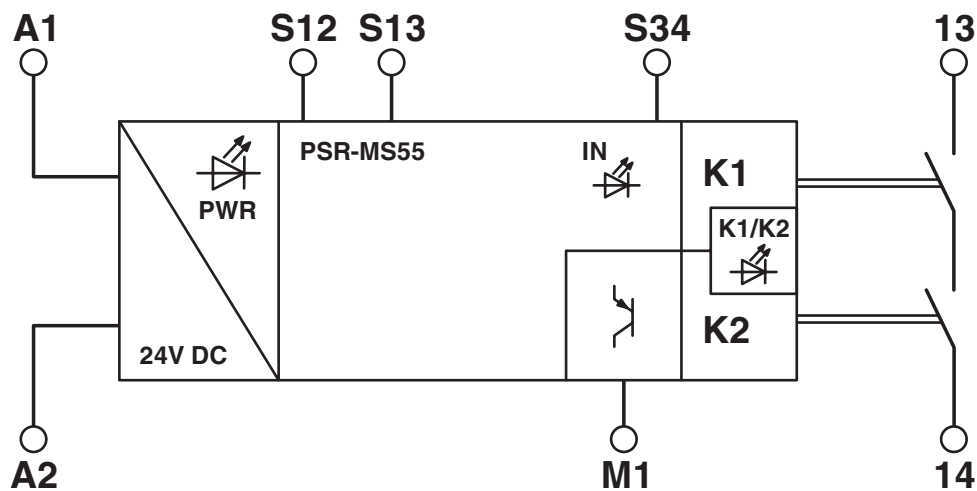 A1 S12 S13 S34 13
PSR-MS55 IN K1
PWR K1/K2
24V DC K2
A2 M1 14